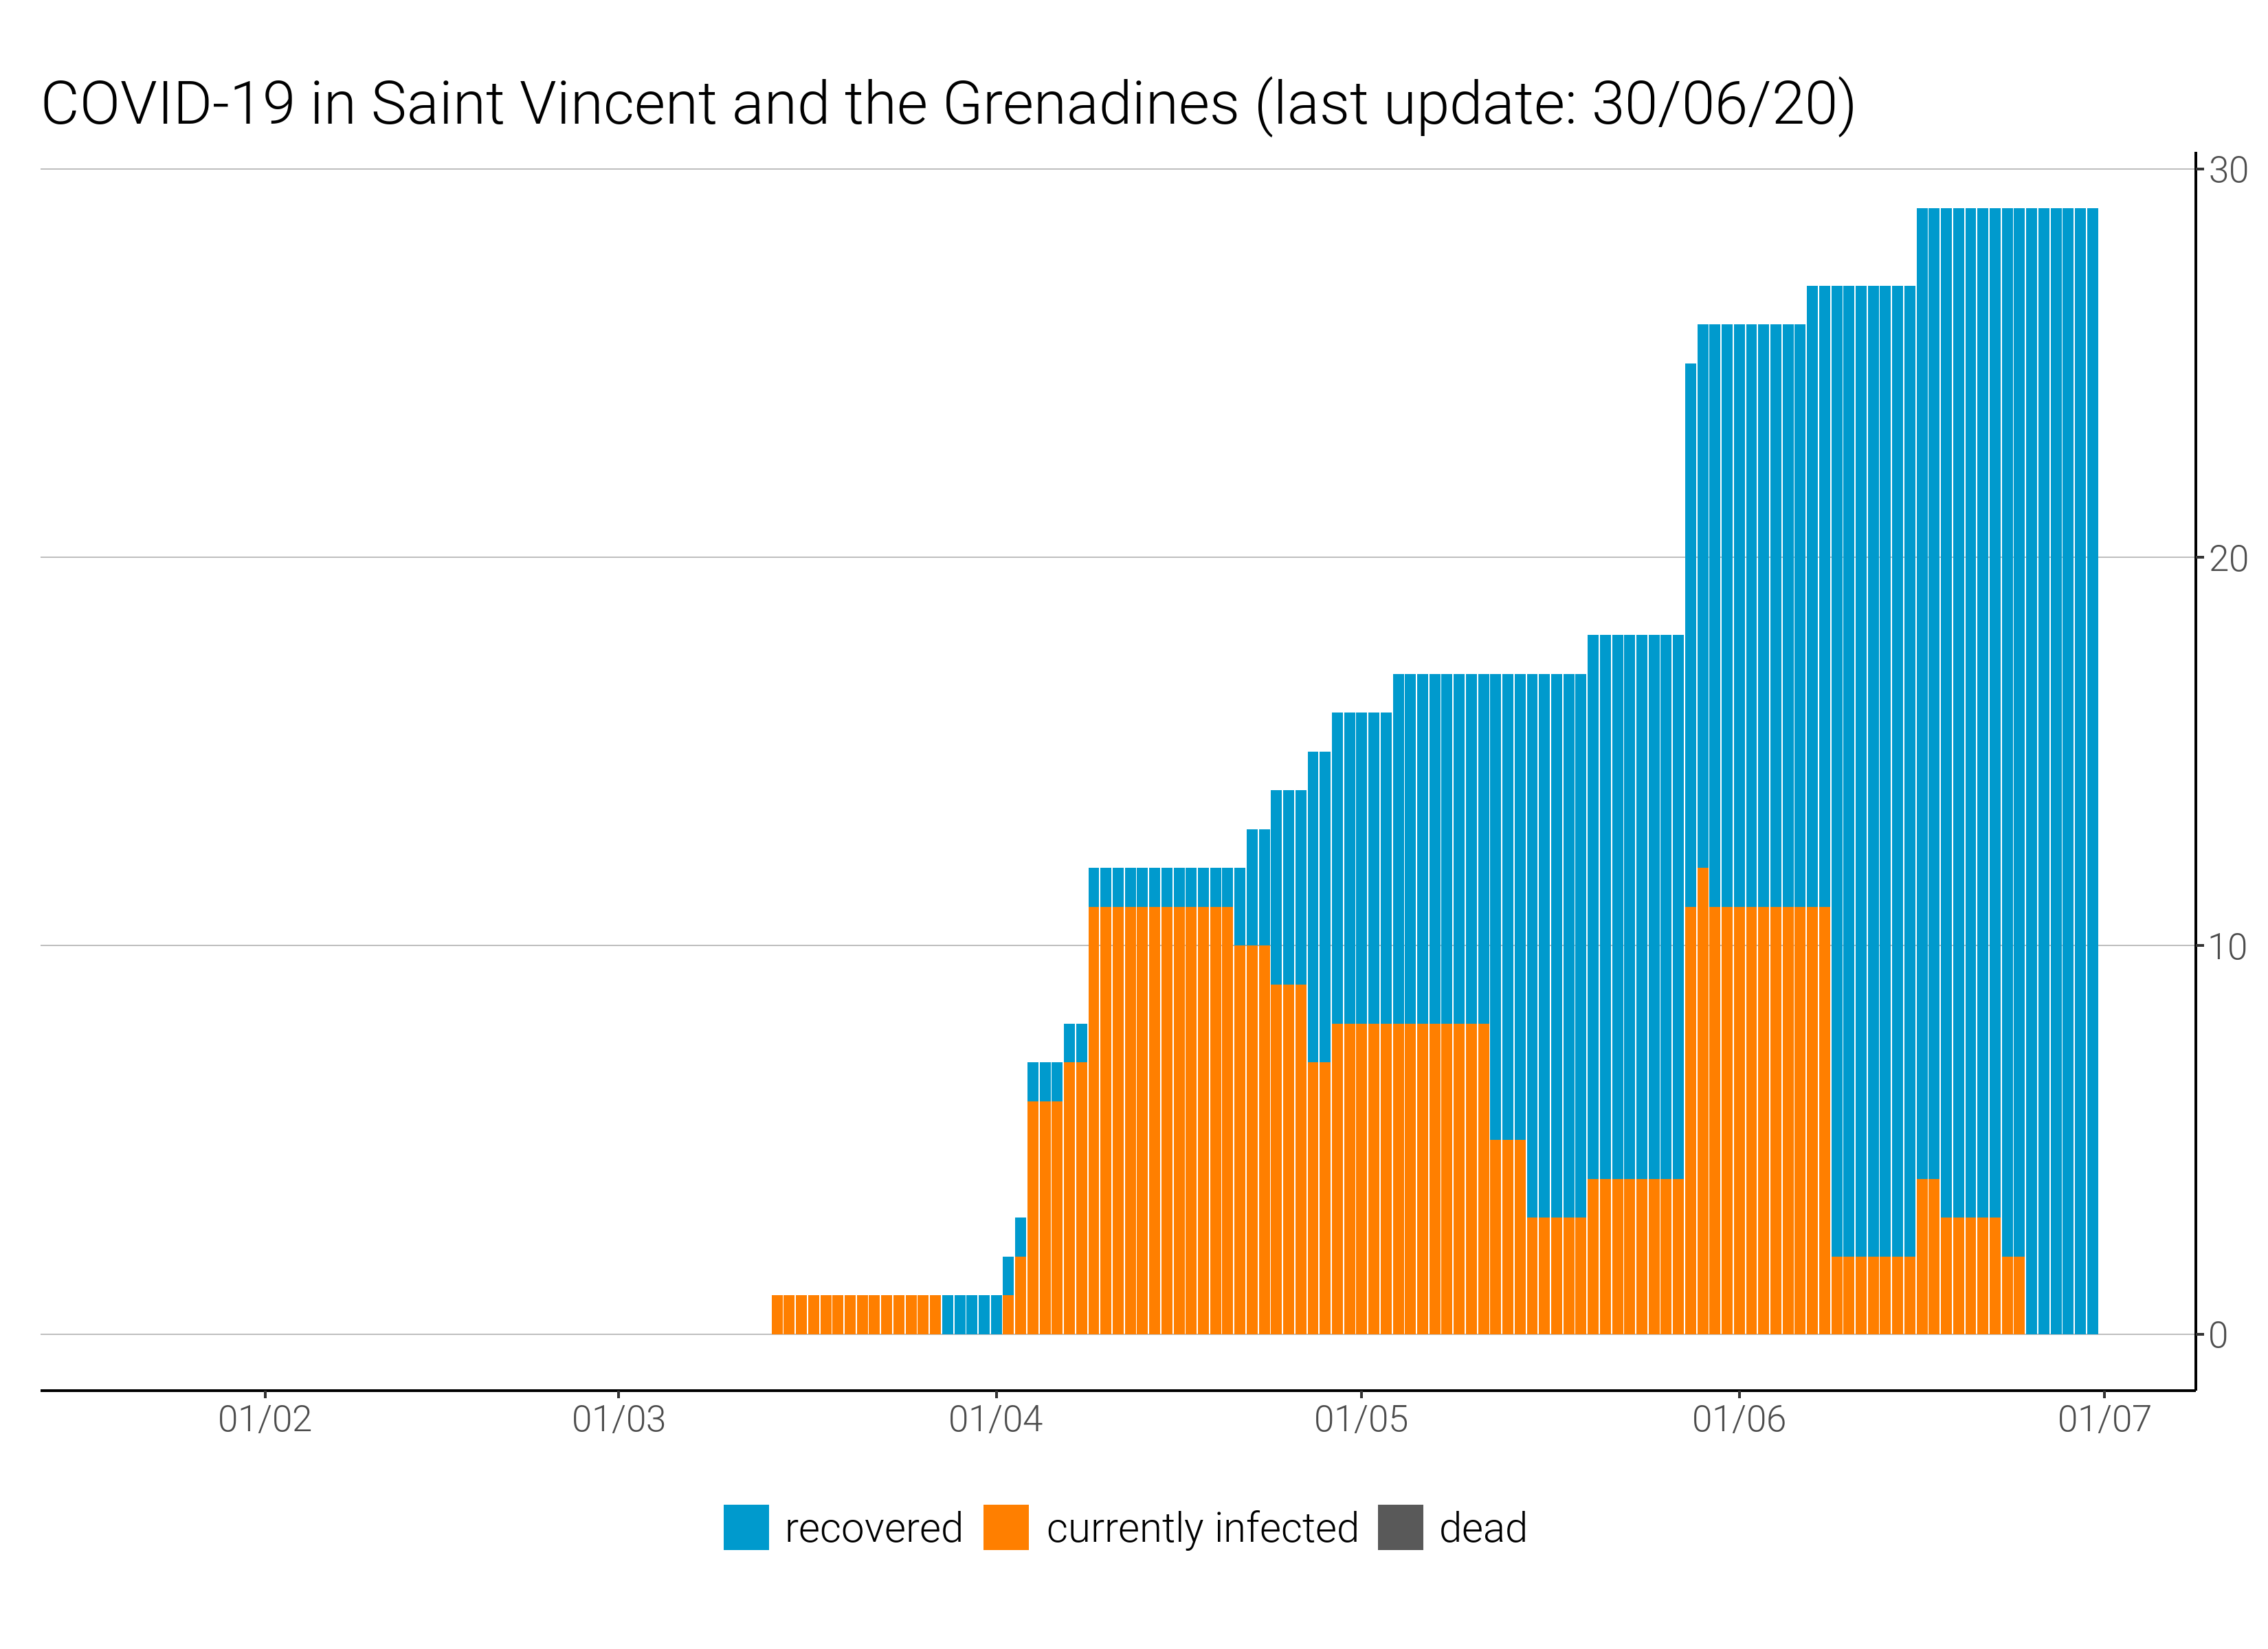 COVID-19 in Saint Vincent and the Grenadines (last update: 30/06/20)
30
20
10
0
01/02 01/03 01/04 01/05 01/06 01/07
recovered currently infected dead